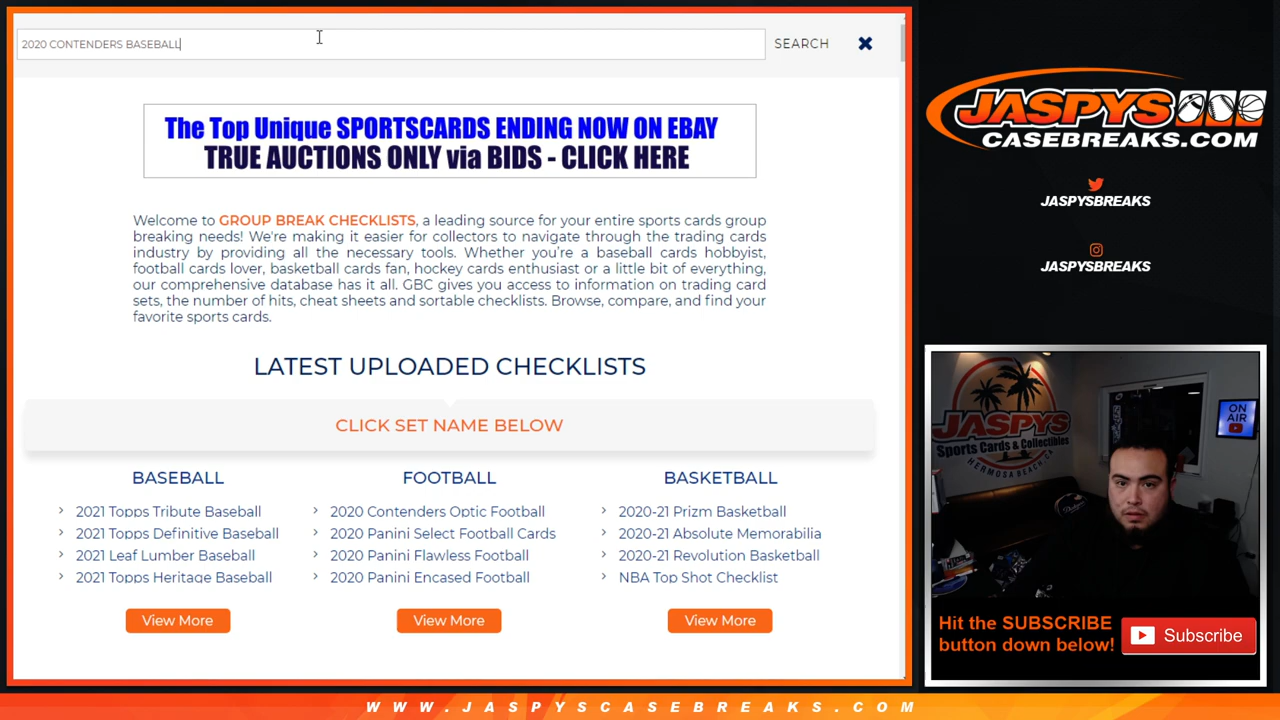 2020 CONTENDERS BASEBALL
SEARCH
The Top Unique SPORTSCARDS ENDING NOW ON EBAY
TRUE AUCTIONS ONLY via BIDS - CLICK HERE
Welcome to GROUP BREAK CHECKLISTS, a leading source for your entire sports cards group
breaking needs! We're making it easier for collectors to navigate through the trading cards
industry by providing all the necessary tools. Whether you're a baseball cards hobbyist,
football cards lover, basketball cards fan, hockey cards enthusiast or a little bit of everything,
our comprehensive database has it all. GBC gives you access to information on trading card
sets, the number of hits, cheat sheets and sortable checklists. Browse, compare, and find your
favorite sports cards.
LATEST UPLOADED CHECKLISTS
CLICK SET NAME BELOW
BASEBALL
2021 Topps Tribute Baseball
2021 Topps Definitive Baseball
2021 Leaf Lumber Baseball
2021 Topps Heritage Baseball
View More
FOOTBALL
2020 Contenders Optic Football
2020 Panini Select Football Cards
2020 Panini Flawless Football
2020 Panini Encased Football
View More
BASKETBALL
2020-21 Prizm Basketball
2020-21 Absolute Memorabilia
2020-21 Revolution Basketball
NBA Top Shot Checklist
View More
JASPYS
CASEBREAKS.COM
JASPYSBREAKS
JASPYSBREAKS
JASPYS
Sports Cards & Collectibles
HERMOSA BEACH, CA
ON
AIR
Hit the SUBSCRIBE
button down below!
Subscribe
WWW.JASPYSCASEBREAKS.COM